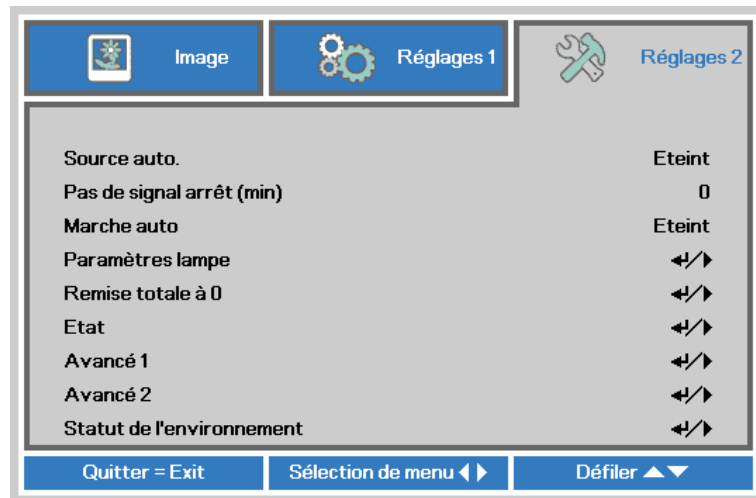 Image
Réglages 1
Réglages 2
Source auto. Eteint
Pas de signal arrêt (min) 0
Marche auto Eteint
Paramètres lampe
Remise totale à 0
Etat
Avancé 1
Avancé 2
Statut de l'environnement
Quitter = Exit
Sélection de menu
Défiler